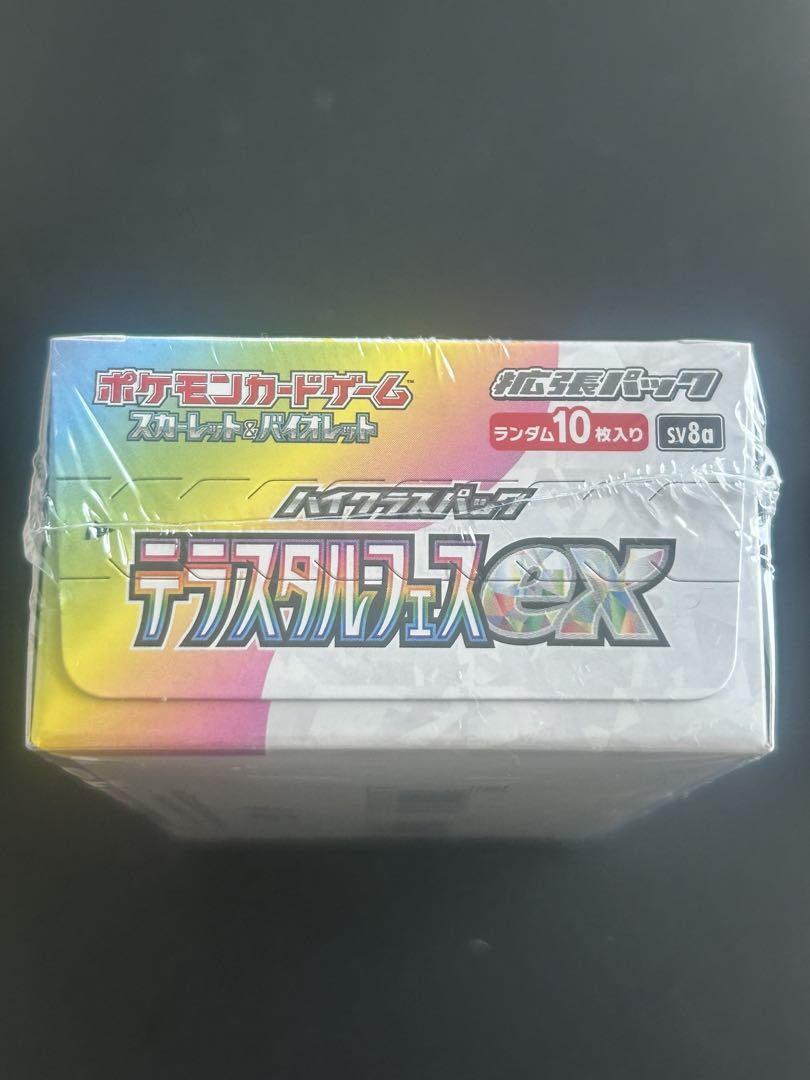 ポケモンカードゲーム™
スカーレット&バイオレット
拡張パック
ランダム10枚入り
SV8a
ハイクラスパック
テラスタルフェスex